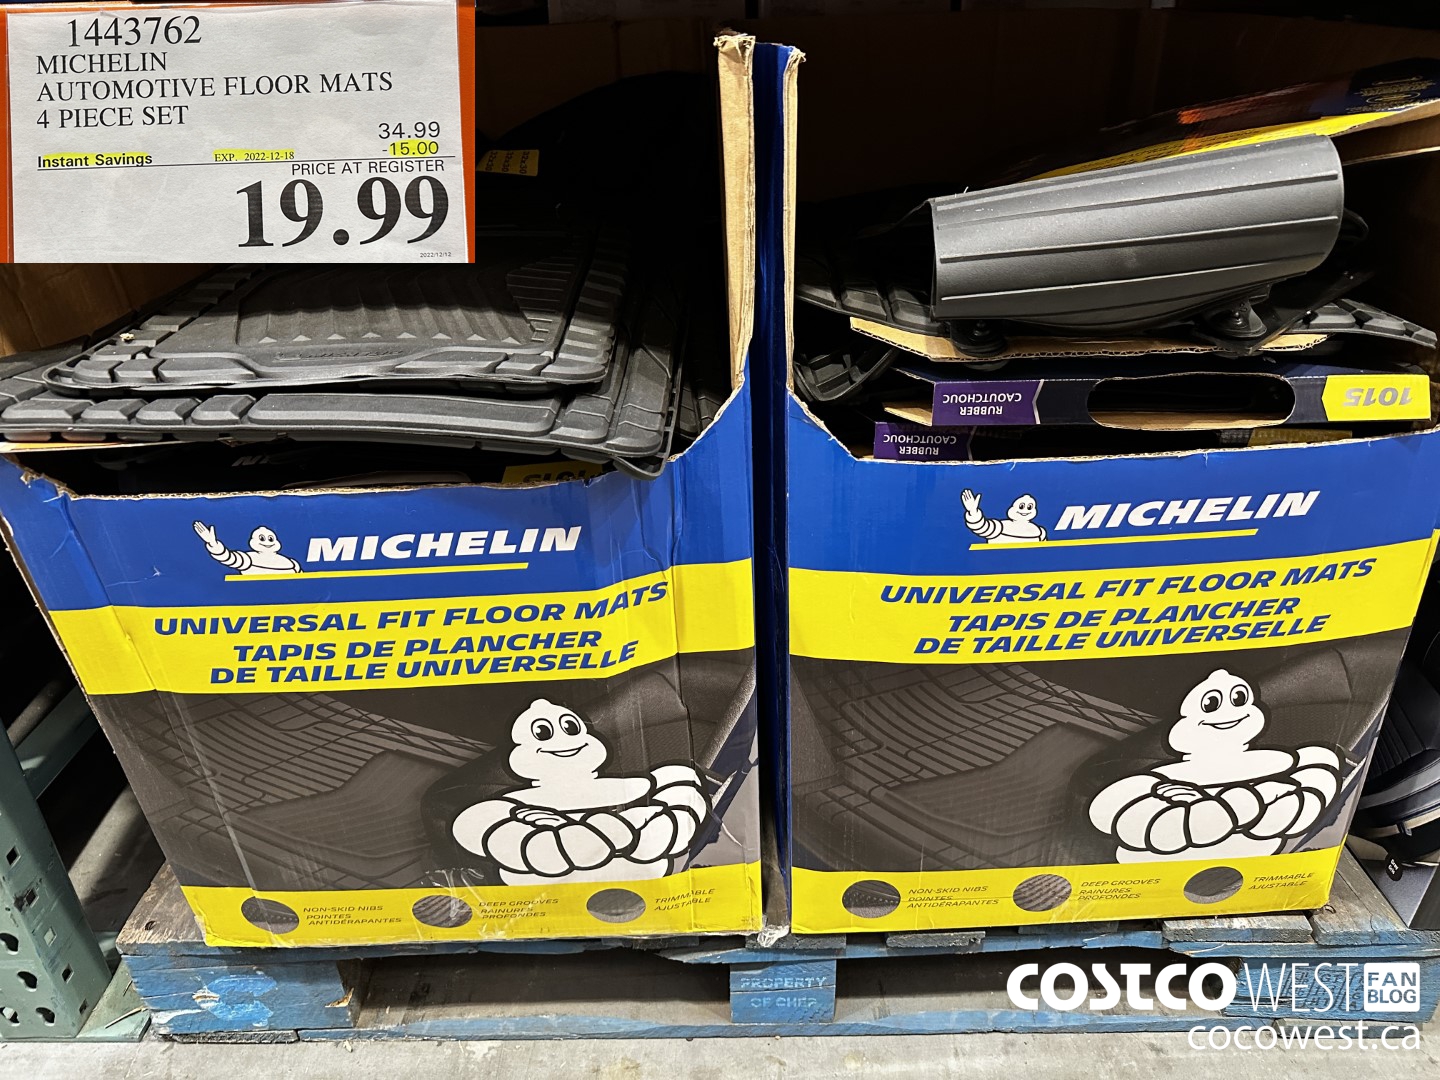 1443762
MICHELIN
AUTOMOTIVE FLOOR MATS
4 PIECE SET
34.99
Instant Savings EXP. 2022-12-18 -15.00
PRICE AT REGISTER
19.99
2022/12/12
RUBBER
CAOUTCHOUC
1015
RUBBER
CAOUTCHOUC
1015
MICHELIN
UNIVERSAL FIT FLOOR MATS
TAPIS DE PLANCHER
DE TAILLE UNIVERSELLE
NON-SKID NIBS
POINTES
ANTIDÉRAPANTES
DEEP GROOVES
RAINURES
PROFONDES
TRIMMABLE
AJUSTABLE
MICHELIN
UNIVERSAL FIT FLOOR MATS
TAPIS DE PLANCHER
DE TAILLE UNIVERSELLE
NON-SKID NIBS
POINTES
ANTIDÉRAPANTES
DEEP GROOVES
RAINURES
PROFONDES
TRIMMABLE
AJUSTABLE
PROPERTY
OF CHEP
COSTCO WEST FAN BLOG
cocowest.ca